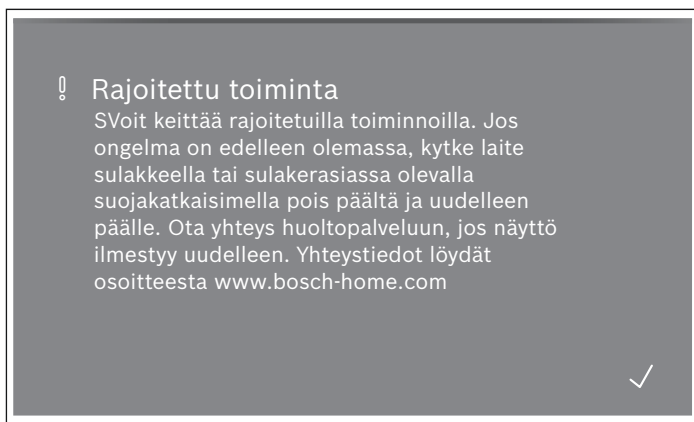 Rajoitettu toiminta
SVoit keittää rajoitetuilla toiminnoilla. Jos
ongelma on edelleen olemassa, kytke laite
sulakkeella tai sulakerasiassa olevalla
suojakatkaisimella pois päältä ja uudelleen
päälle. Ota yhteys huoltopalveluun, jos näyttö
ilmestyy uudelleen. Yhteystiedot löydät
osoitteesta www.bosch-home.com